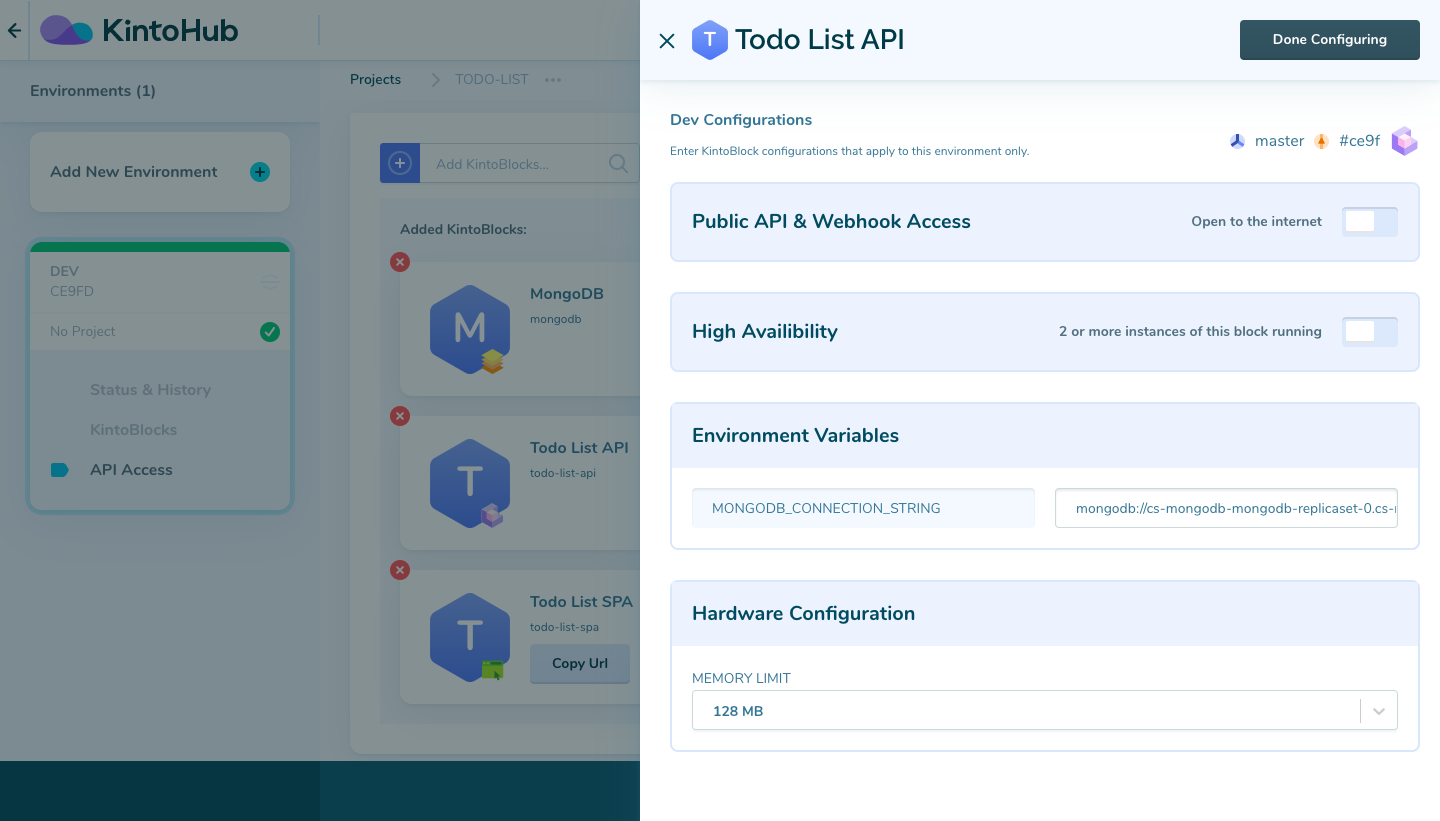 KintoHub
Environments (1)
Add New Environment
DEV
CE9FD
No Project
Status & History
KintoBlocks
API Access
Projects
TODO-LIST
Add KintoBlocks...
Added KintoBlocks:
M
MongoDB
mongodb
T
Todo List API
todo-list-api
T
Todo List SPA
todo-list-spa
Copy Url
T
Todo List API
Done Configuring
Dev Configurations
Enter KintoBlock configurations that apply to this environment only.
master
#ce9f
Public API & Webhook Access
Open to the internet
High Availibility
2 or more instances of this block running
Environment Variables
MONGODB_CONNECTION_STRING
mongodb://cs-mongodb-mongodb-replicaset-0.cs-
Hardware Configuration
MEMORY LIMIT
128 MB